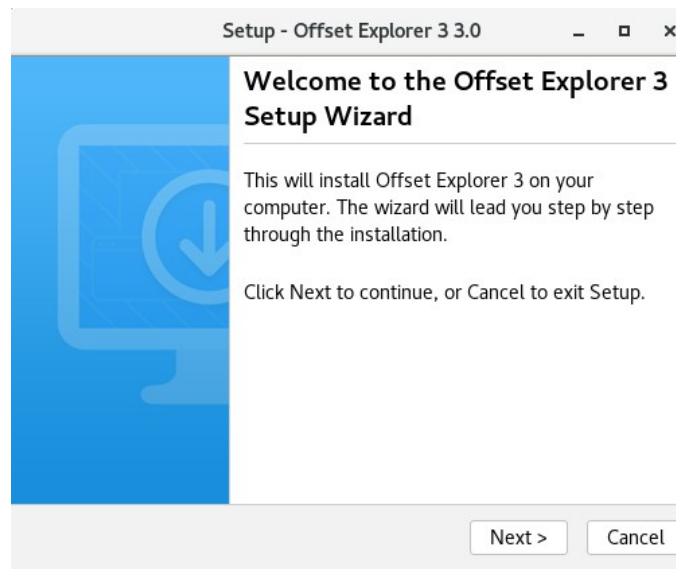 Setup - Offset Explorer 3 3.0
Welcome to the Offset Explorer 3
Setup Wizard
This will install Offset Explorer 3 on your
computer. The wizard will lead you step by step
through the installation.
Click Next to continue, or Cancel to exit Setup.
Next >
Cancel